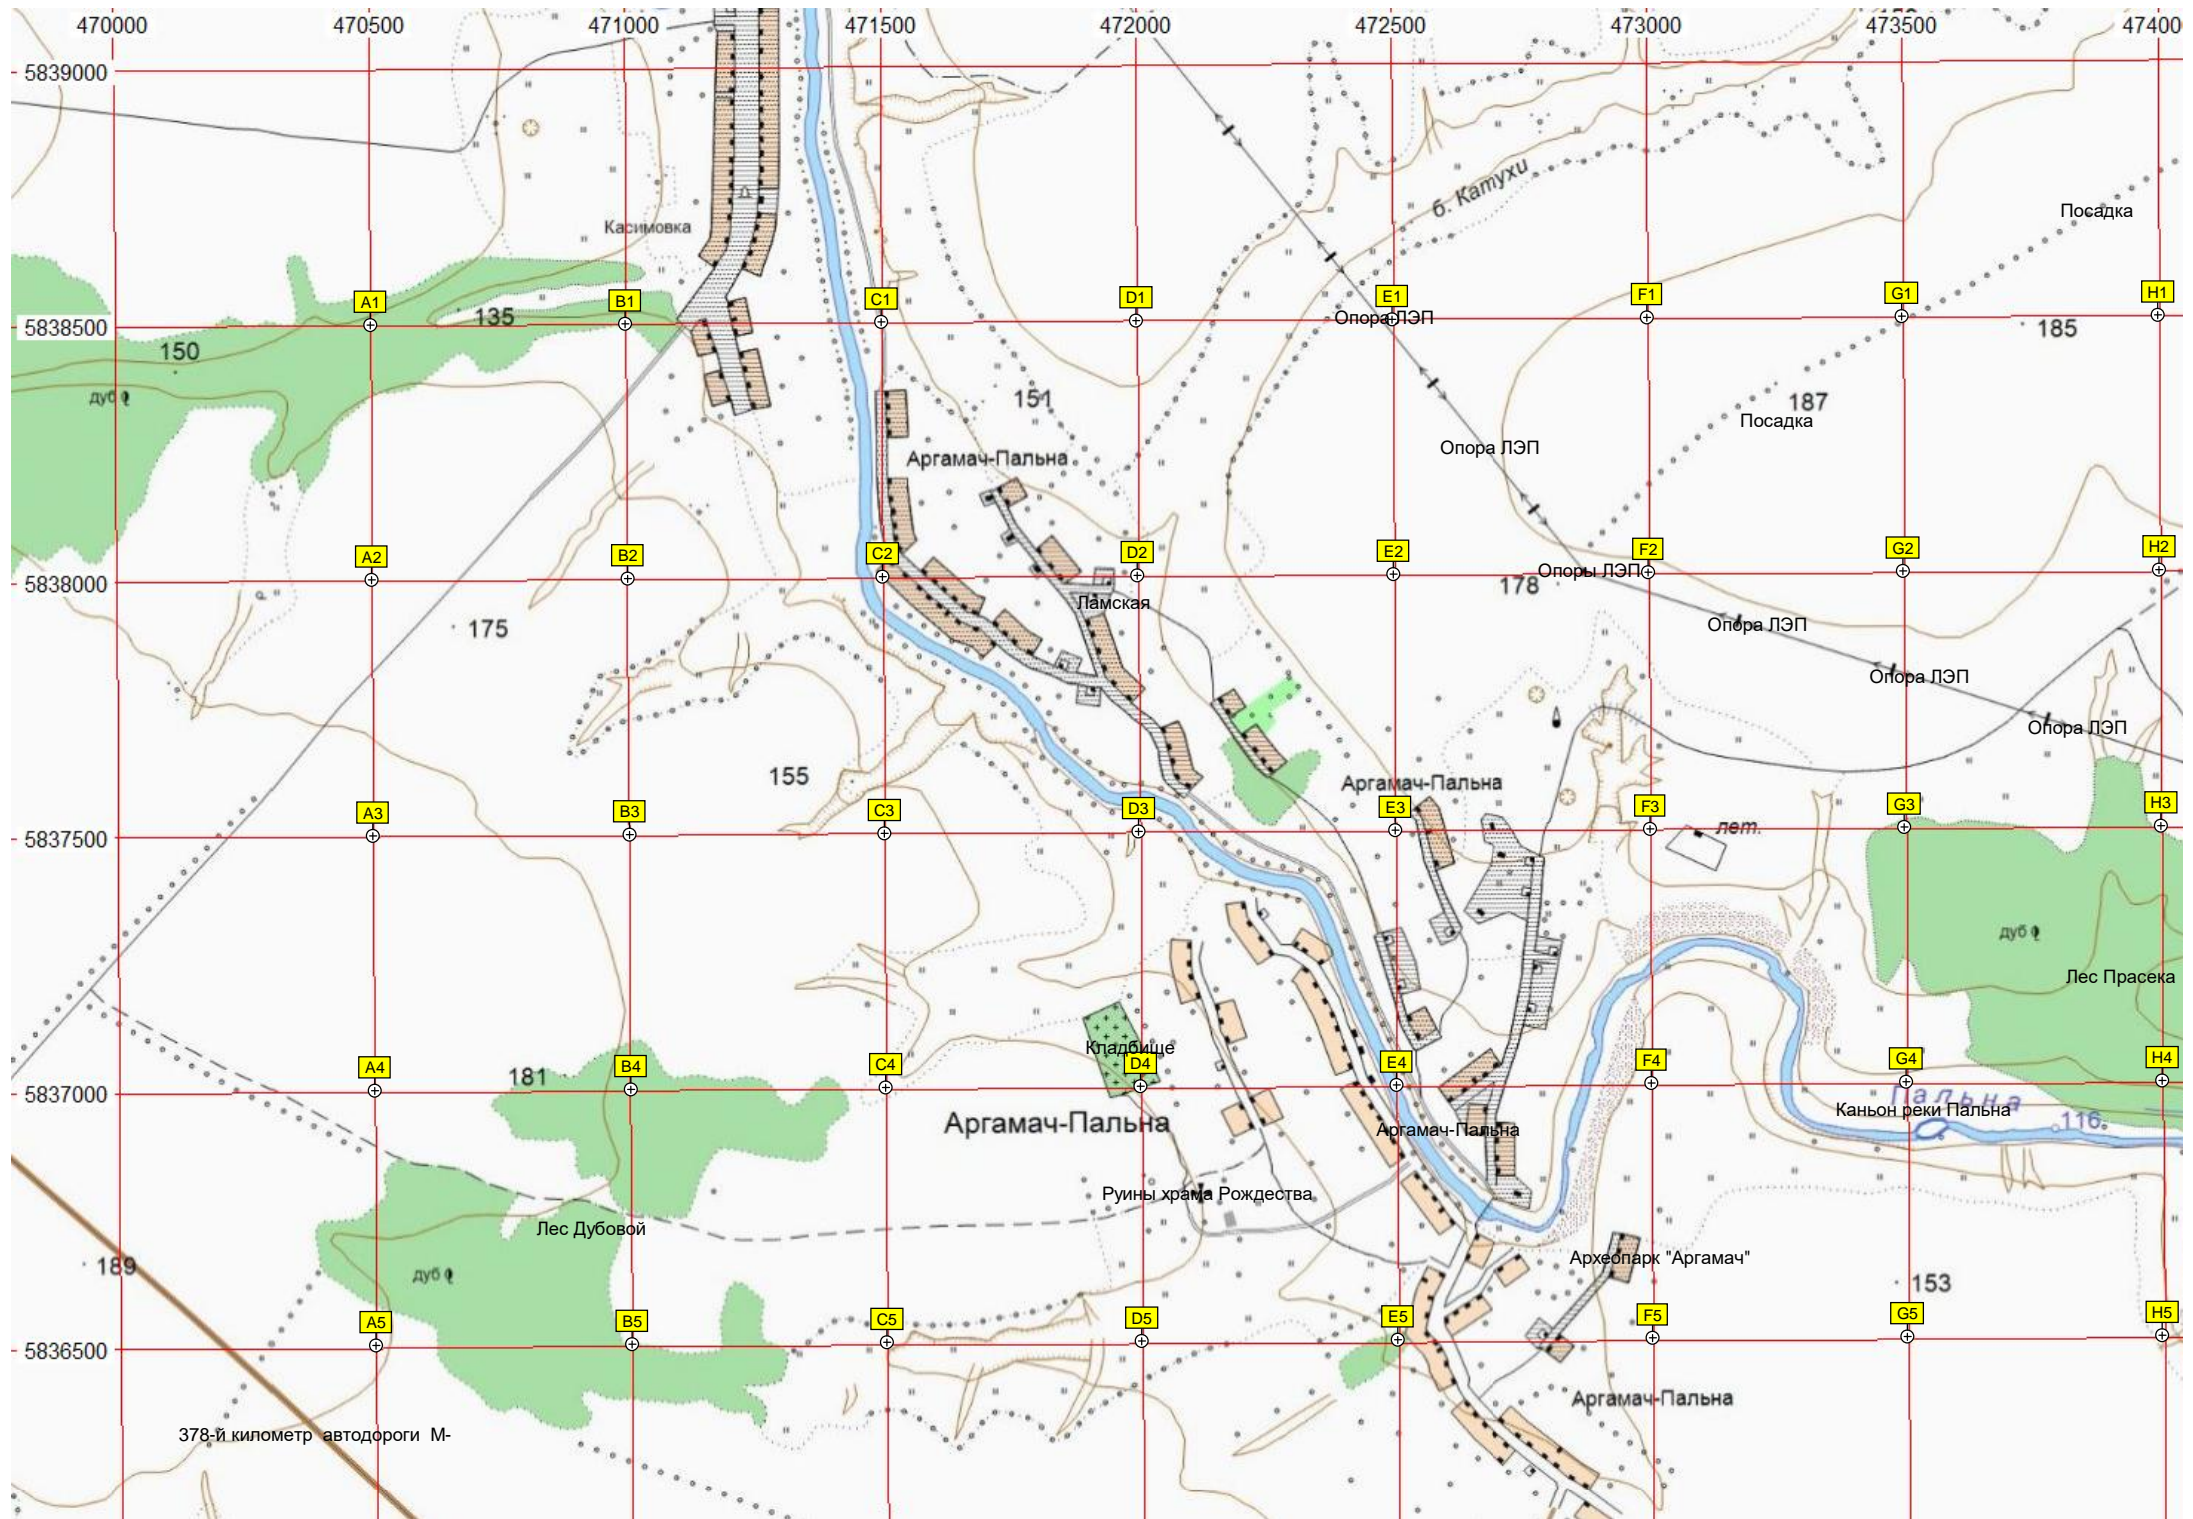 470000 470500 471000 471500 472000 472500 473000 473500 47400
5839000
б. Катухи
Посадка
Касимовка
A1 B1 C1 D1 E1 F1 G1 H1
5838500
135
Опора ЛЭП
185
150
дуб
151
187
Посадка
Опора ЛЭП
Аргамач-Пальна
A2 B2 C2 D2 E2 F2 G2 H2
5838000
Опоры ЛЭП
178
Ламская
175
Опора ЛЭП
Опора ЛЭП
Опора ЛЭП
155
Аргамач-Пальна
A3 B3 C3 D3 E3 F3 G3 H3
5837500
лет.
дуб
Лес Прасека
Кладбище
A4 B4 C4 D4 E4 F4 G4 H4
181
5837000
Пальна
Каньон реки Пальна
116
Аргамач-Пальна
Аргамач-Пальна
Руины храма Рождества
Лес Дубовой
Археопарк "Аргамач"
189
дуб
153
A5 B5 C5 D5 E5 F5 G5 H5
5836500
Аргамач-Пальна
378-й километр автодороги М-